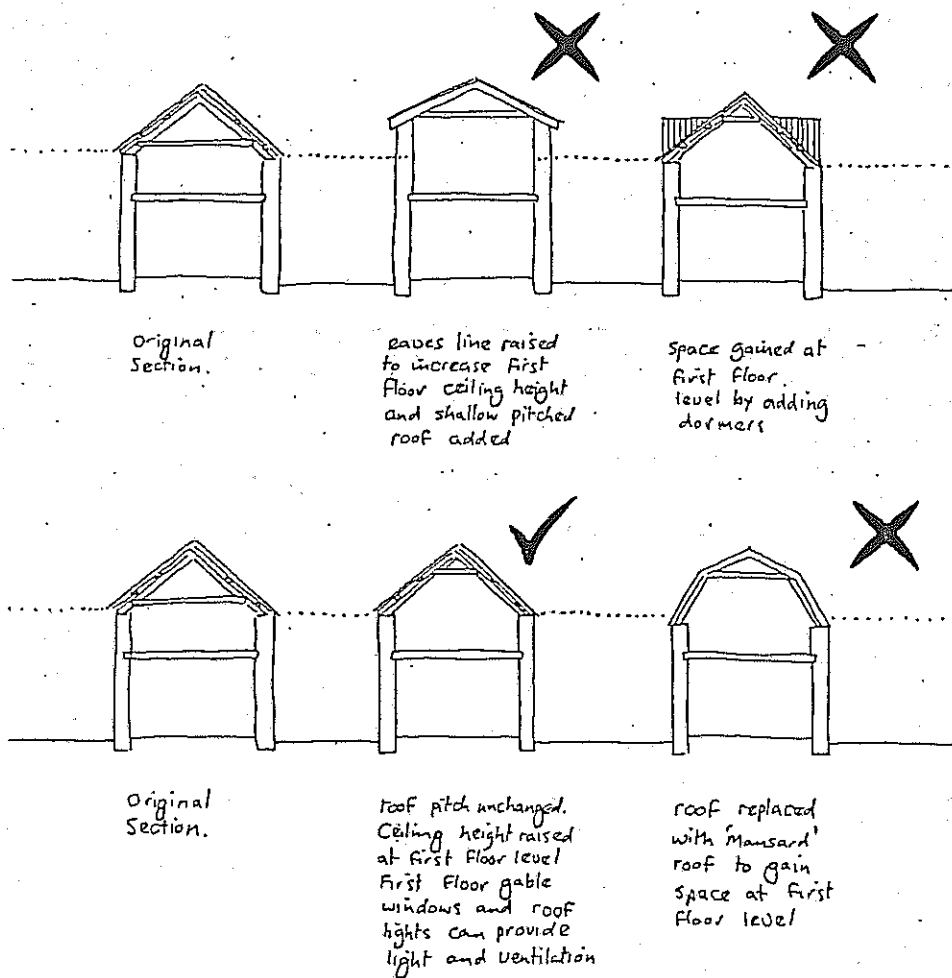 Original
Section.
eaves line raised
to increase first
floor ceiling height
and shallow pitched
roof added
Space gained at
first floor
level by adding
dormers
Original
Section.
roof pitch unchanged.
Ceiling height raised
at first floor level
First floor gable
windows and roof
lights can provide
light and ventilation
roof replaced
with 'Mansard'
roof to gain
space at first
floor level